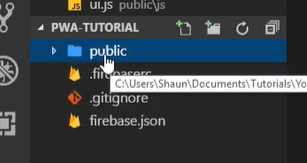 ui.js public\js
PWA-TUTORIAL
public
.firebaserc
.gitignore
C:\Users\Shaun\Documents\Tutorials\Yo
firebase.json